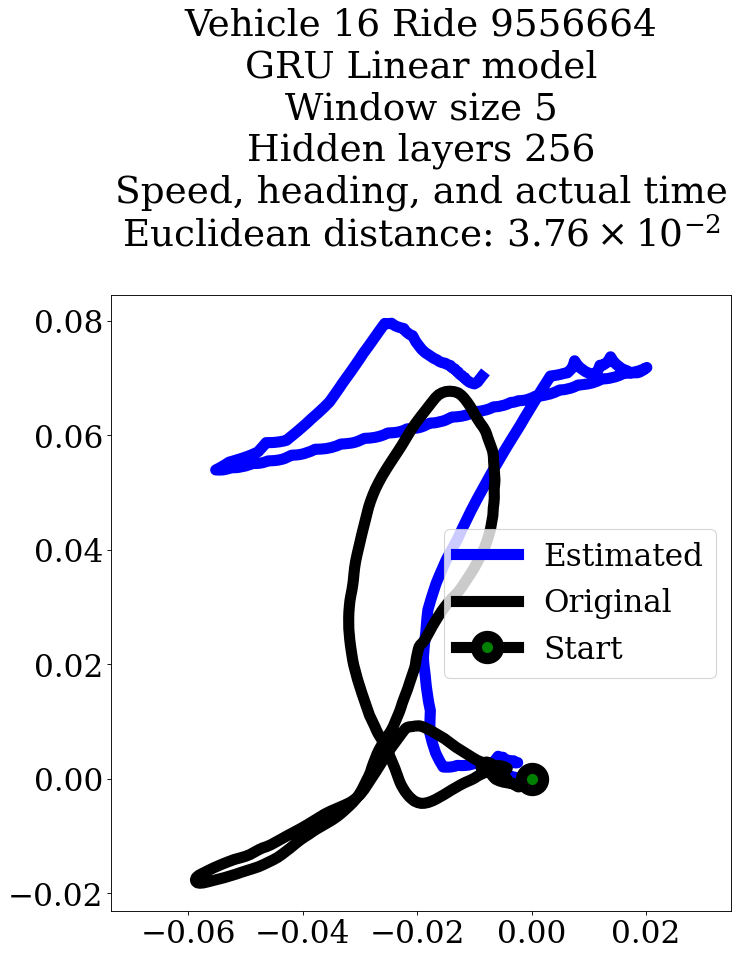 Vehicle 16 Ride 9556664
GRU Linear model
Window size 5
Hidden layers 256
Speed, heading, and actual time
Euclidean distance: 3.76 × 10⁻²
0.08
0.06
0.04
0.02
0.00
−0.02
Estimated
Original
Start
−0.06 −0.04 −0.02 0.00 0.02